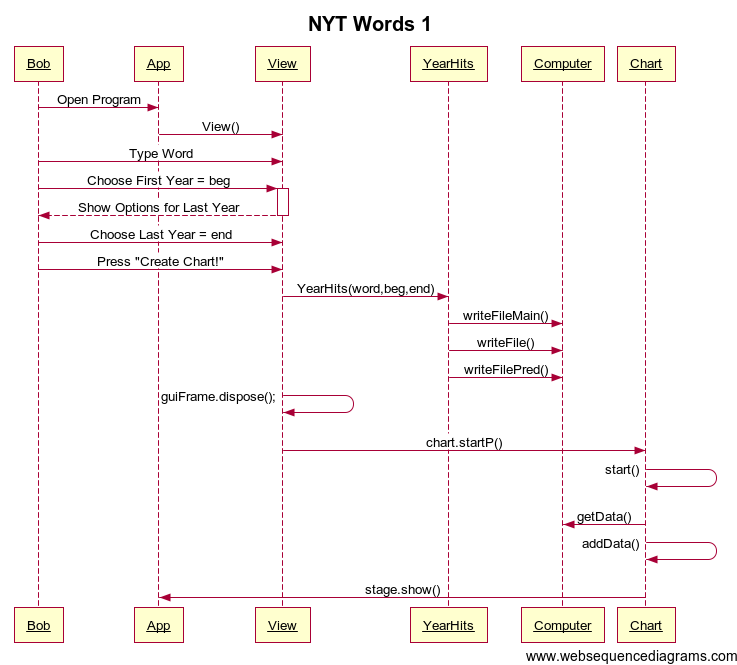 NYT Words 1
Bob
App
View
YearHits
Computer
Chart
Open Program
View()
Type Word
Choose First Year = beg
Show Options for Last Year
Choose Last Year = end
Press "Create Chart!"
YearHits(word,beg,end)
writeFileMain()
writeFile()
writeFilePred()
guiFrame.dispose();
chart.startP()
start()
getData()
addData()
stage.show()
Bob
App
View
YearHits
Computer
Chart
www.websequencediagrams.com